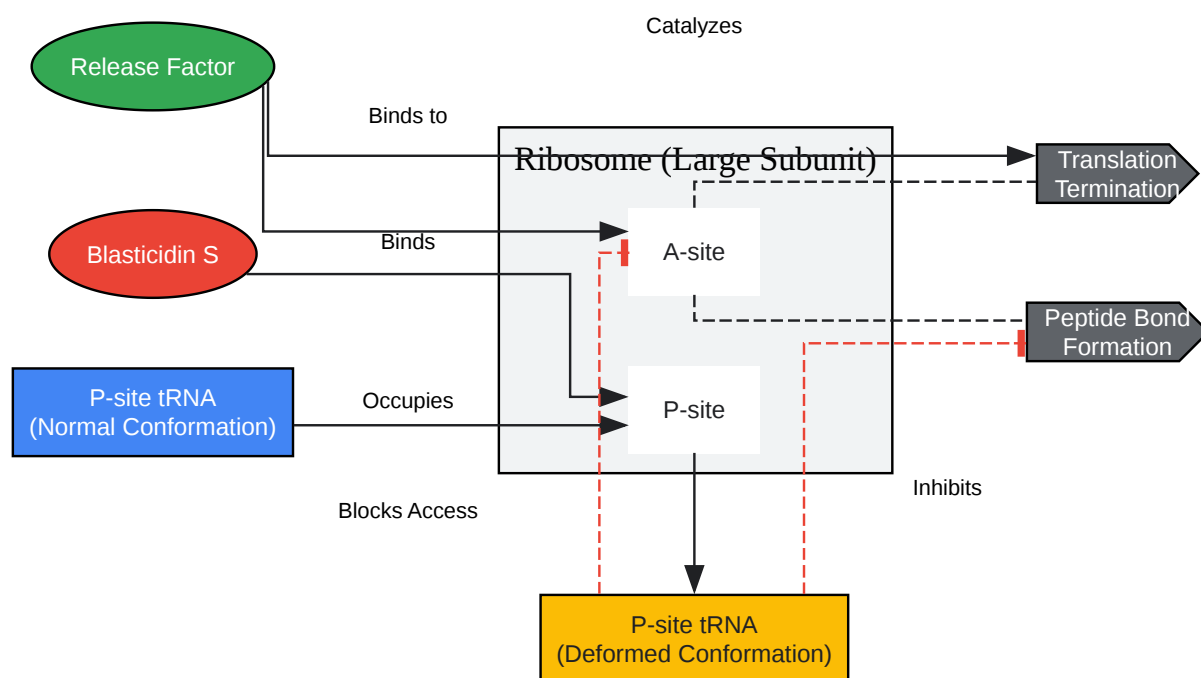 Catalyzes
Release Factor
Binds to
Ribosome (Large Subunit)
Translation
Termination
Binds
A-site
Blasticidin S
Peptide Bond
Formation
P-site tRNA
(Normal Conformation)
Occupies
P-site
Inhibits
Blocks Access
P-site tRNA
(Deformed Conformation)